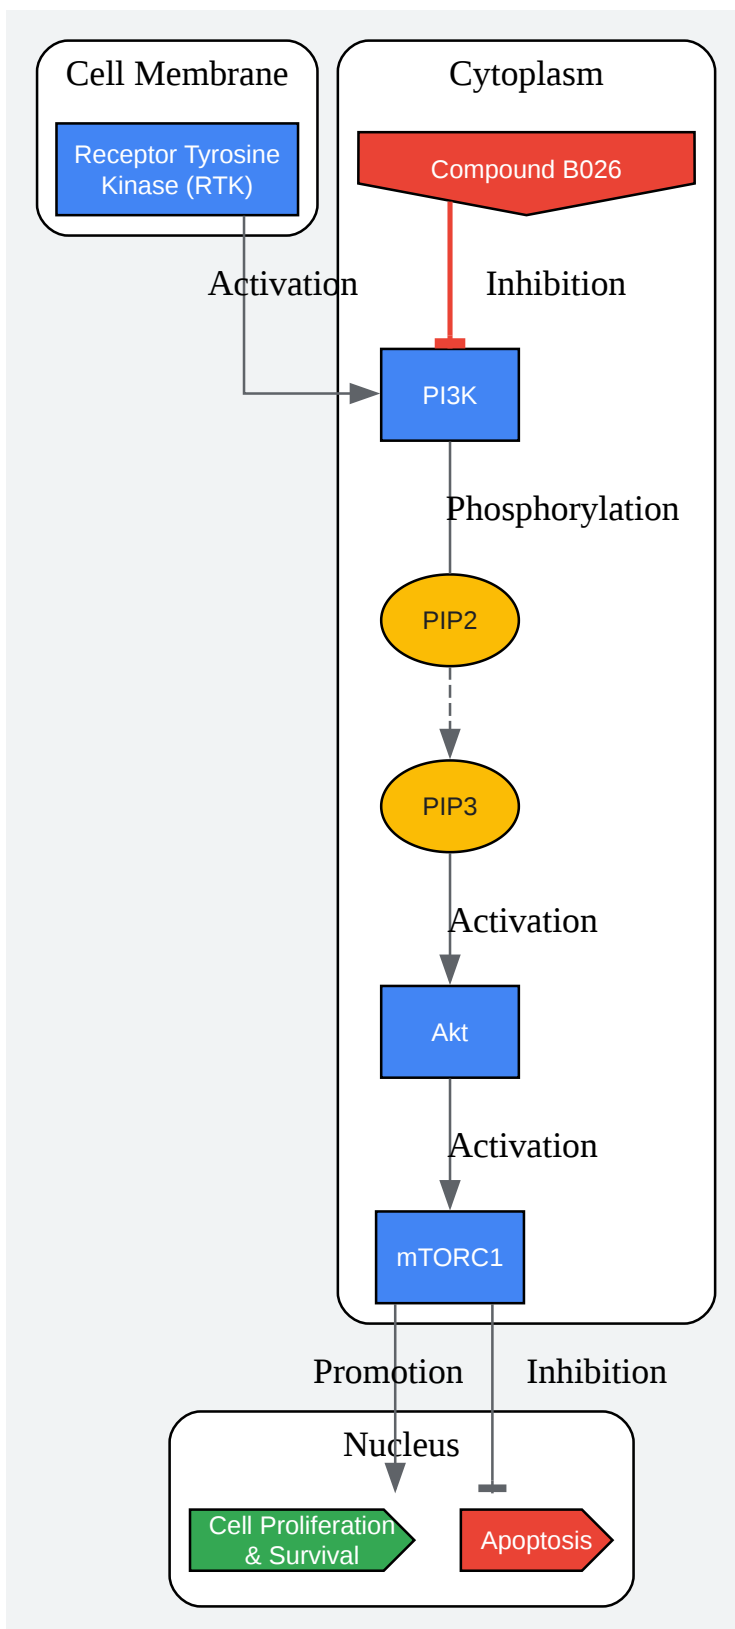 Cell Membrane
Cytoplasm
Receptor Tyrosine
Kinase (RTK)
Compound B026
Activation
Inhibition
PI3K
Phosphorylation
PIP2
PIP3
Activation
Akt
Activation
mTORC1
Promotion
Inhibition
Nucleus
Cell Proliferation
& Survival
Apoptosis